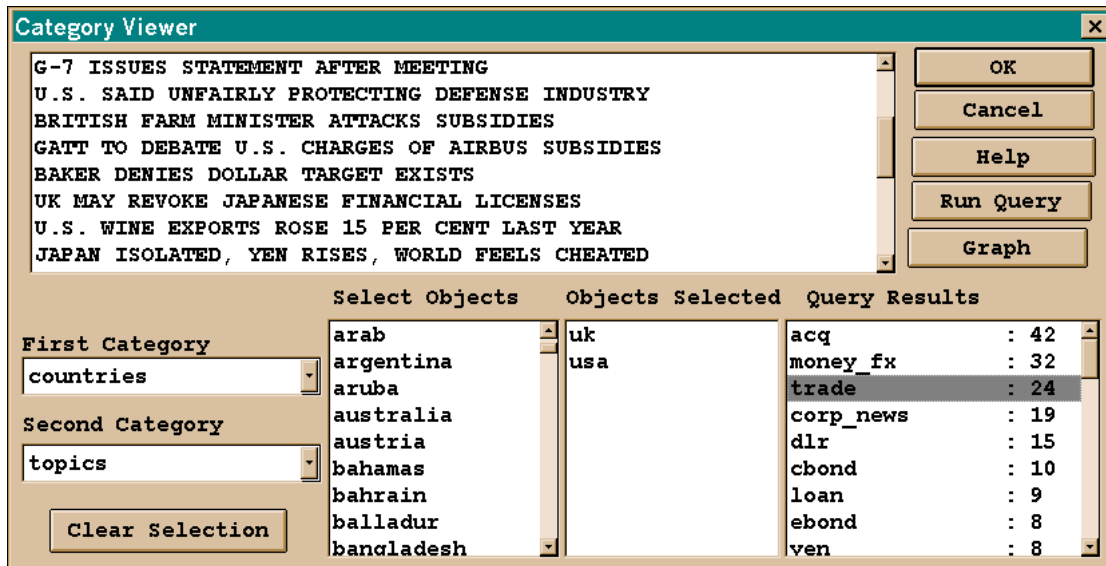 Category Viewer
G-7 ISSUES STATEMENT AFTER MEETING
U.S. SAID UNFAIRLY PROTECTING DEFENSE INDUSTRY
BRITISH FARM MINISTER ATTACKS SUBSIDIES
GATT TO DEBATE U.S. CHARGES OF AIRBUS SUBSIDIES
BAKER DENIES DOLLAR TARGET EXISTS
UK MAY REVOKE JAPANESE FINANCIAL LICENSES
U.S. WINE EXPORTS ROSE 15 PER CENT LAST YEAR
JAPAN ISOLATED, YEN RISES, WORLD FEELS CHEATED
OK
Cancel
Help
Run Query
Graph
First Category
countries
Second Category
topics
Clear Selection
Select Objects
arab
argentina
aruba
australia
austria
bahamas
bahrain
balladur
bangladesh
Objects Selected
uk
usa
Query Results
acq : 42
money_fx : 32
trade : 24
corp_news : 19
dlr : 15
cbond : 10
loan : 9
ebond : 8
yen : 8